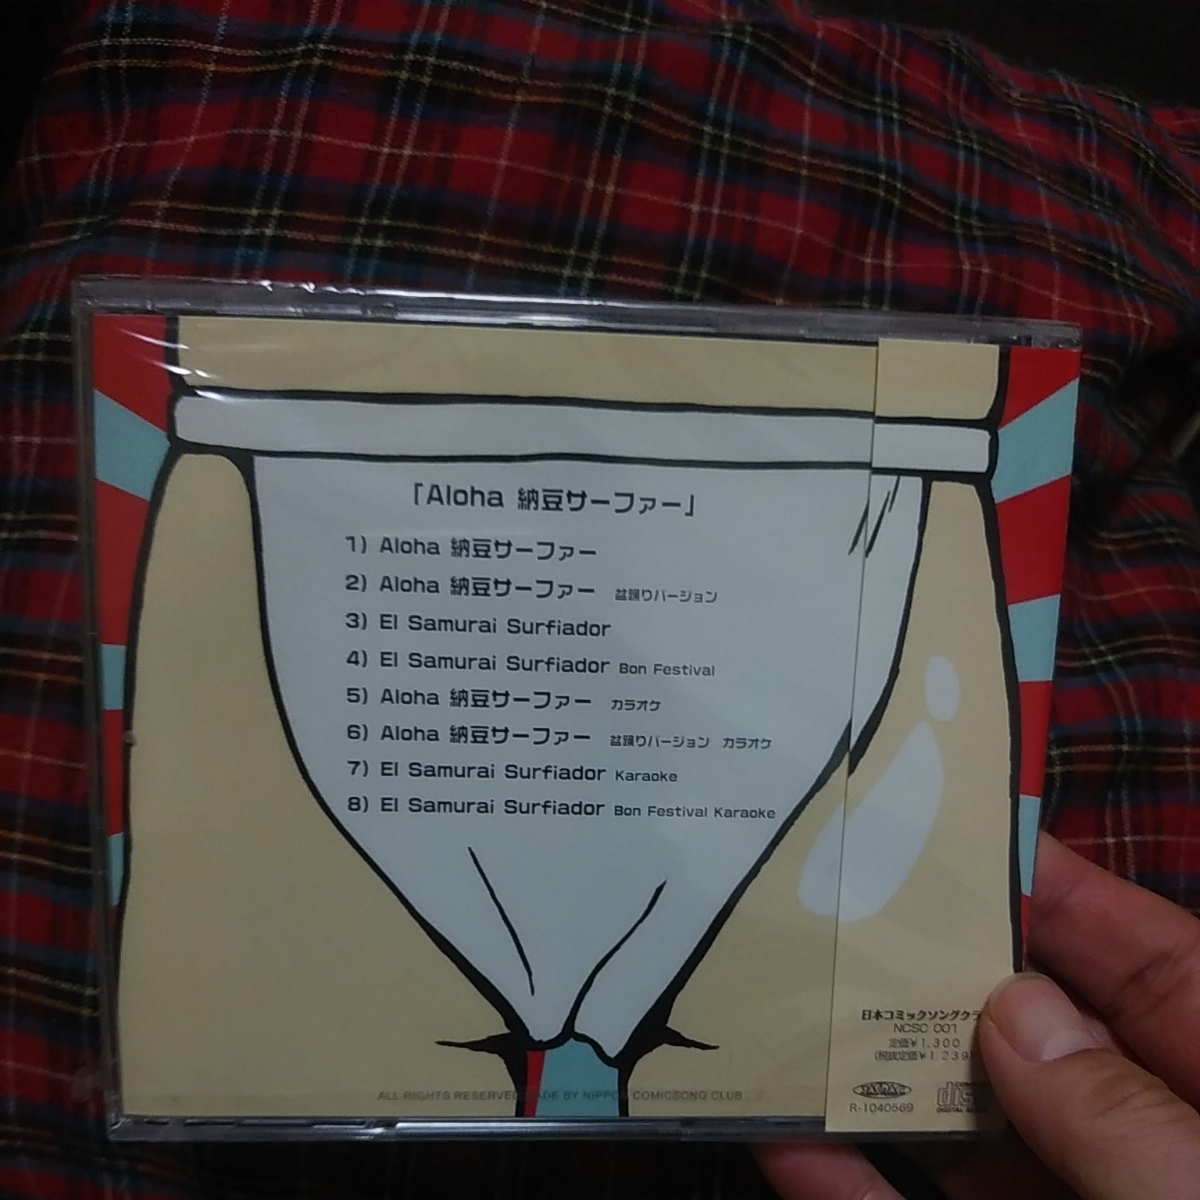 「Aloha 納豆サーファー」
1) Aloha 納豆サーファー
2) Aloha 納豆サーファー 盆踊りバージョン
3) El Samurai Surfiador
4) El Samurai Surfiador Bon Festival
5) Aloha 納豆サーファー カラオケ
6) Aloha 納豆サーファー 盆踊りバージョン カラオケ
7) El Samurai Surfiador Karaoke
8) El Samurai Surfiador Bon Festival Karaoke
日本コミックソングクラ
NCSC 001
定価¥1,300
(税抜定価¥1,239
R-1040569
ALL RIGHTS RESERVED MADE BY NIPPON COMICSONG CLUB